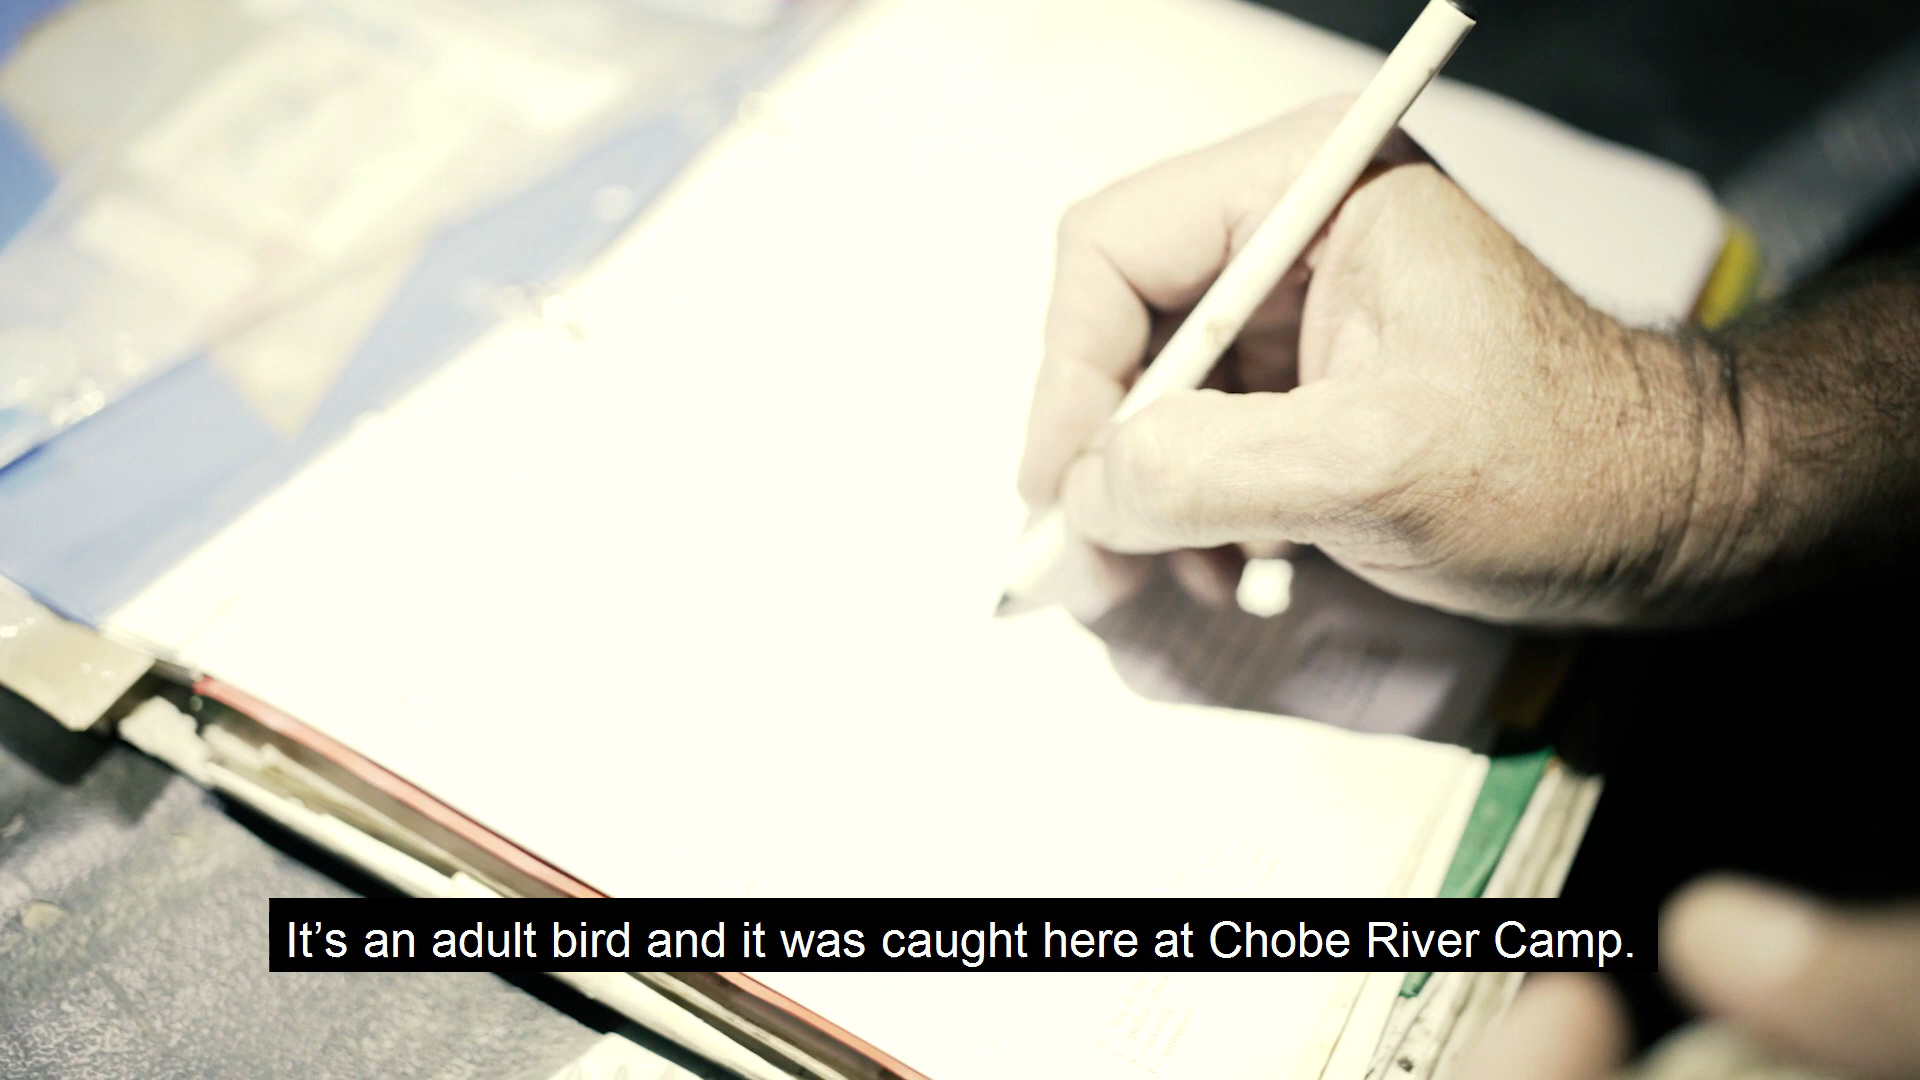 It’s an adult bird and it was caught here at Chobe River Camp.